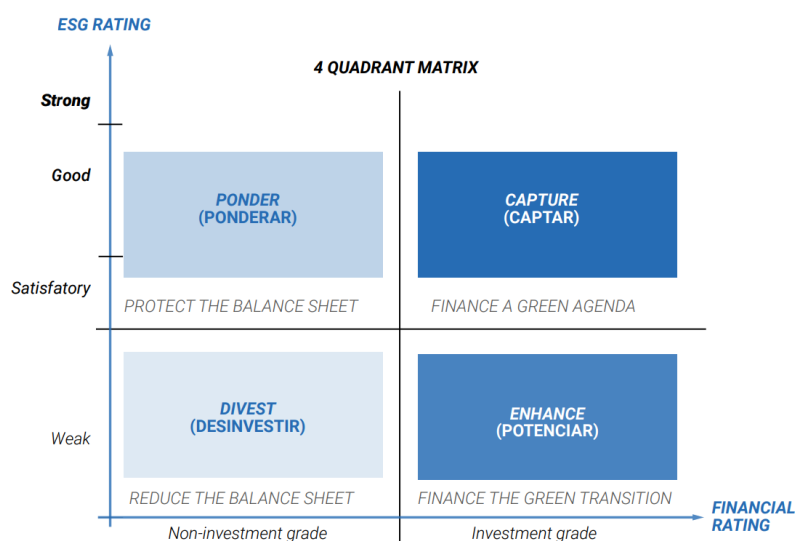 ESG RATING
4 QUADRANT MATRIX
Strong
Good
PONDER
(PONDERAR)
CAPTURE
(CAPTAR)
Satisfatory
PROTECT THE BALANCE SHEET
FINANCE A GREEN AGENDA
DIVEST
(DESINVESTIR)
ENHANCE
(POTENCIAR)
Weak
REDUCE THE BALANCE SHEET
FINANCE THE GREEN TRANSITION
FINANCIAL
RATING
Non-investment grade
Investment grade